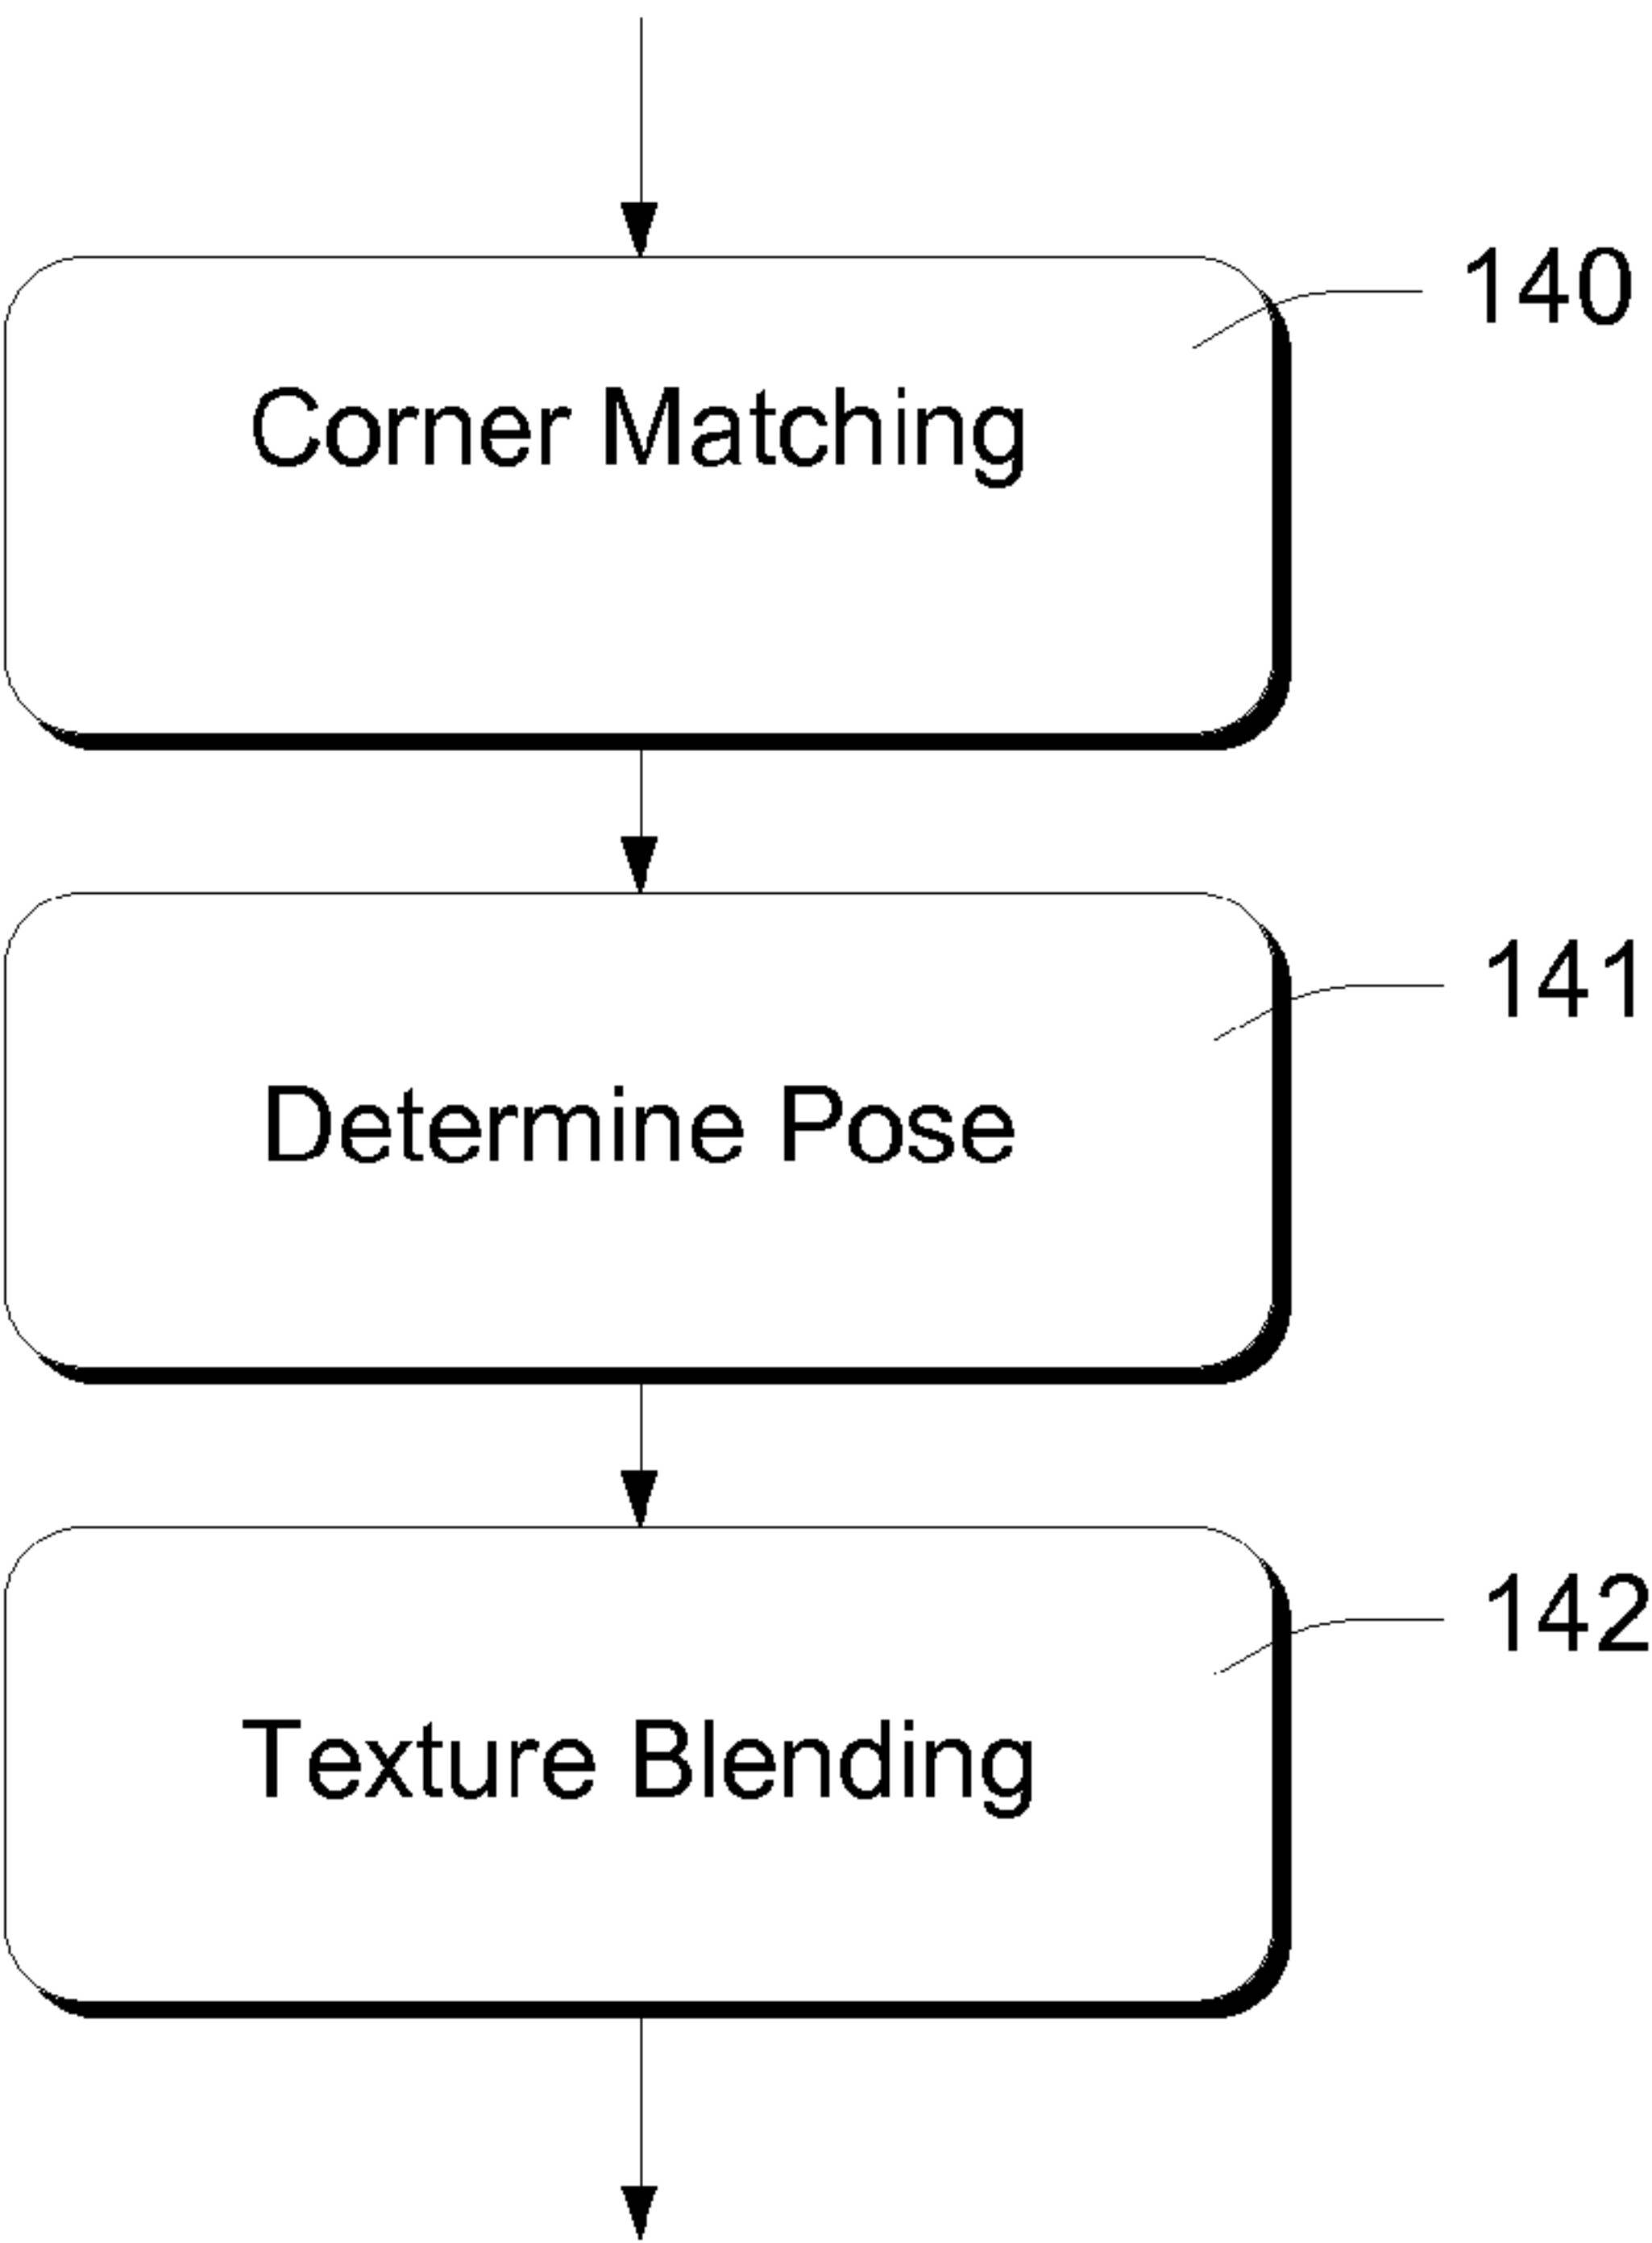 140
Corner Matching
141
Determine Pose
142
Texture Blending